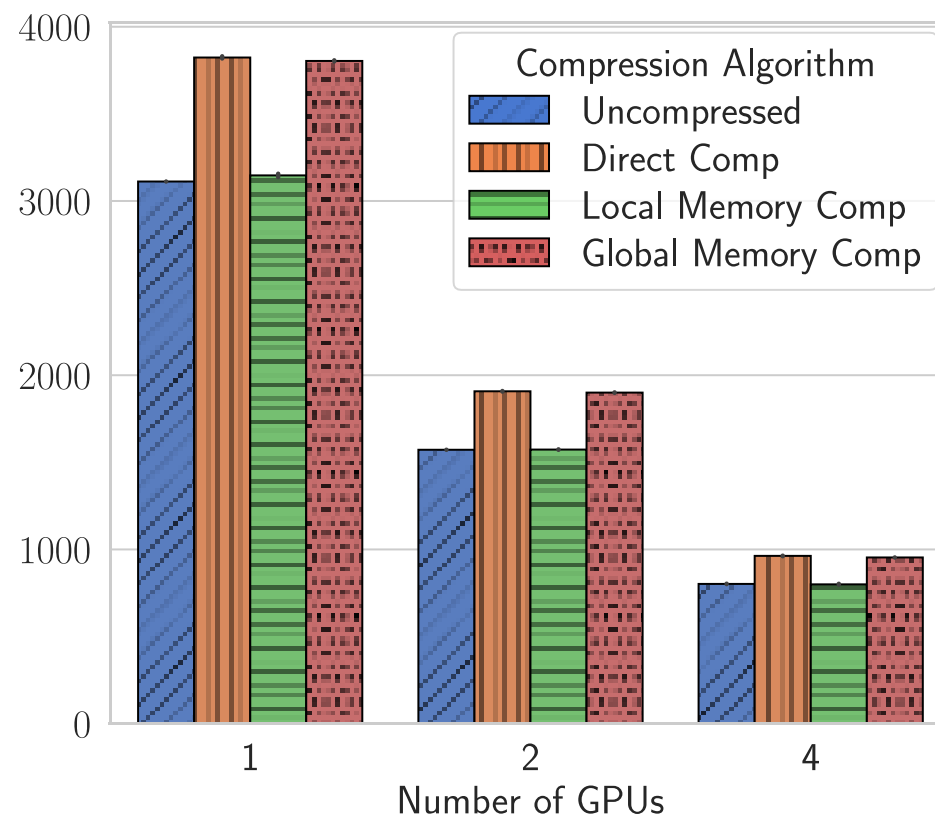 4000
3000
2000
1000
0
Compression Algorithm
Uncompressed
Direct Comp
Local Memory Comp
Global Memory Comp
1 2 4
Number of GPUs